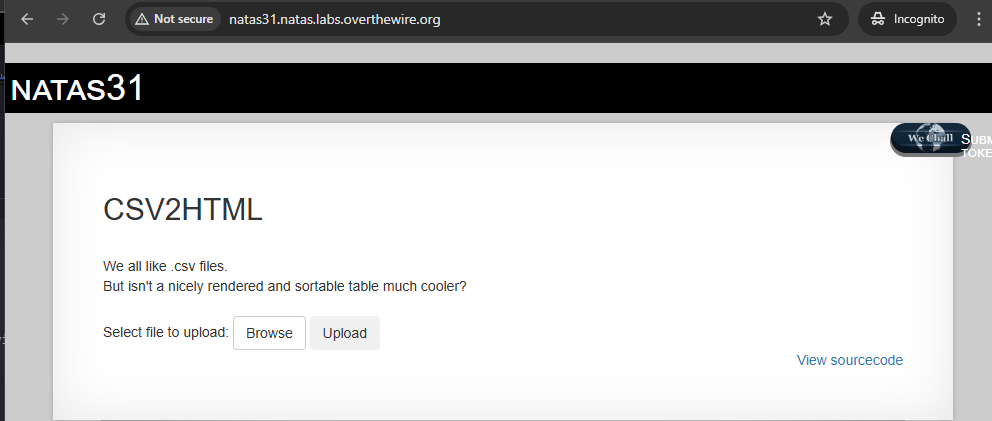 Not secure natas31.natas.labs.overthewire.org Incognito
NATAS31
We Chall SUBM
TOKE
CSV2HTML
We all like .csv files.
But isn't a nicely rendered and sortable table much cooler?
Select file to upload: Browse Upload
View sourcecode